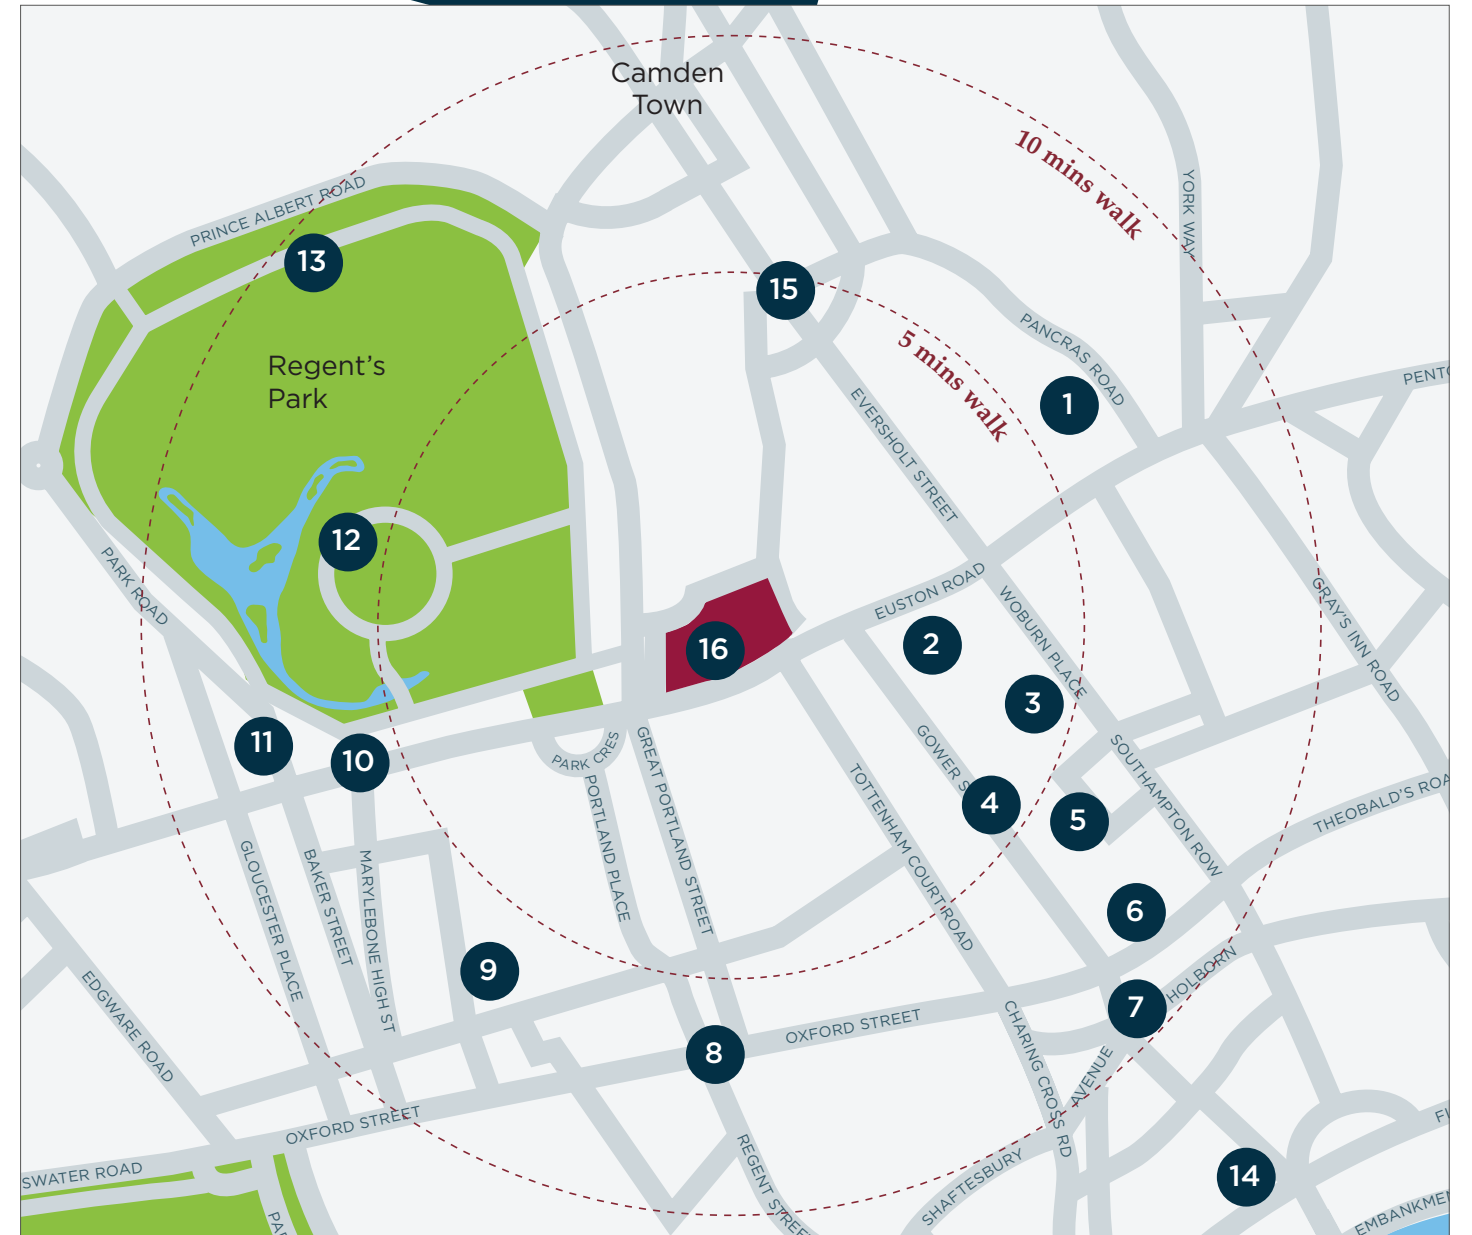 Camden
Town
10 mins walk
PRINCE ALBERT ROAD
YORK WAY
13
15
5 mins walk
PANCRAS ROAD
Regent's
Park
PENTO
1
EVERSHOLT STREET
12
PARK ROAD
EUSTON ROAD
WOBURN PLACE
GRAY'S INN ROAD
16
2
3
11
10
PARK CRES
GREAT PORTLAND STREET
GOWER S
SOUTHAMPTON ROW
PORTLAND PLACE
TOTTENHAM COURT ROAD
4
5
THEOBALD'S ROA
GLOUCESTER PLACE
BAKER STREET
MARYLEBONE HIGH ST
6
9
EDGWARE ROAD
HOLBORN
7
OXFORD STREET
8
CHARING CROSS RD
AVENUE
OXFORD STREET
FL
REGENT STREE
SHAFTESBURY
14
SWATER ROAD
PAR
EMBANKMEN